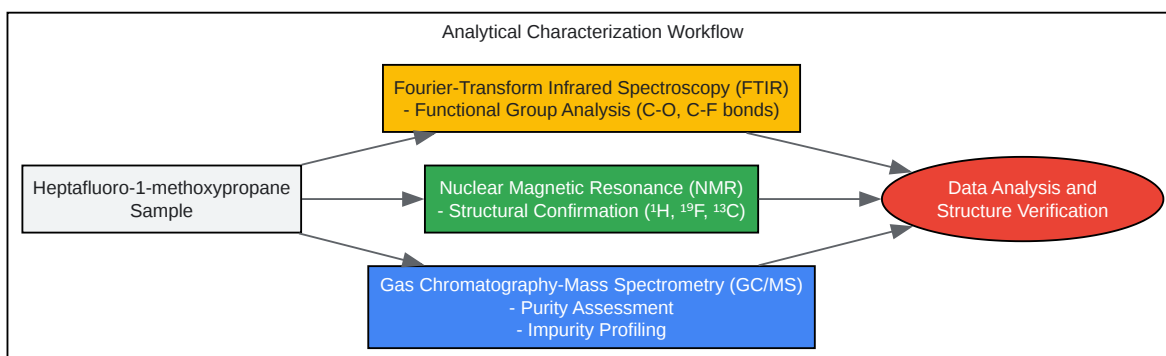 Analytical Characterization Workflow
Fourier-Transform Infrared Spectroscopy (FTIR)
- Functional Group Analysis (C-O, C-F bonds)
Heptafluoro-1-methoxypropane
Sample
Nuclear Magnetic Resonance (NMR)
- Structural Confirmation (¹H, ¹⁹F, ¹³C)
Data Analysis and
Structure Verification
Gas Chromatography-Mass Spectrometry (GC/MS)
- Purity Assessment
- Impurity Profiling